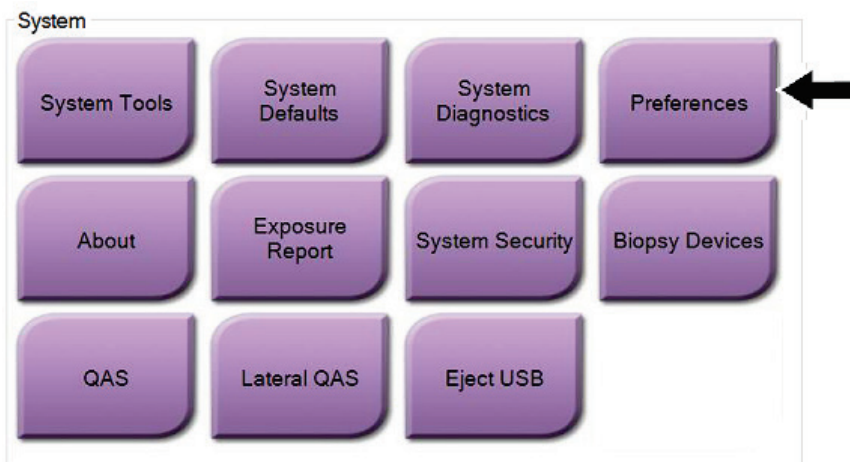 System
System Tools
System
Defaults
System
Diagnostics
Preferences
About
Exposure
Report
System Security
Biopsy Devices
QAS
Lateral QAS
Eject USB